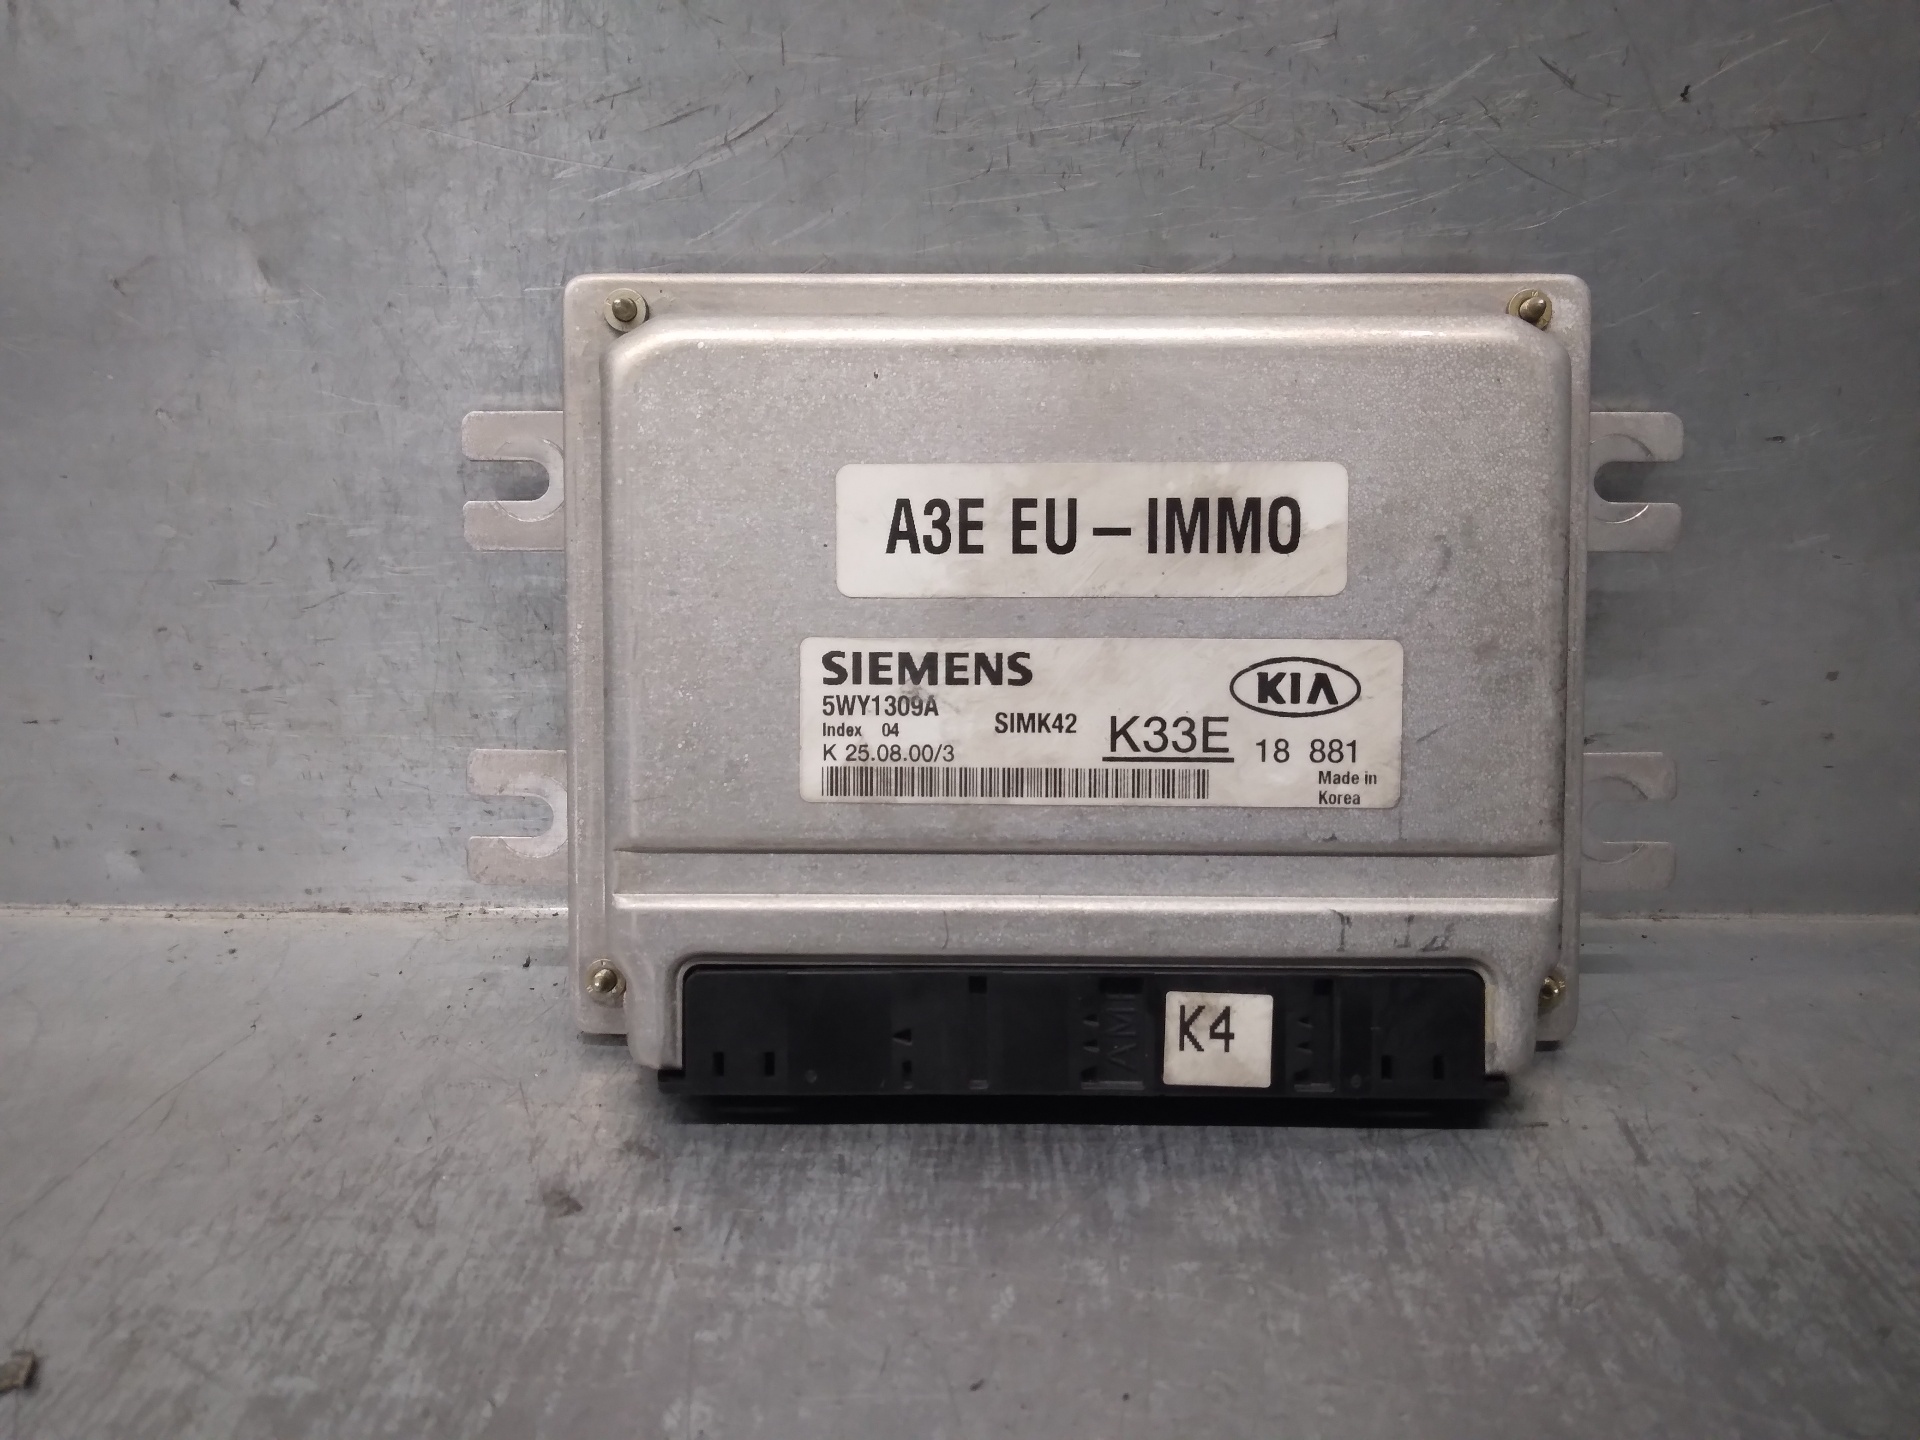 A3E EU – IMMO
SIEMENS
KIA
5WY1309A
Index 04
SIMK42
K33E
18 881
K 25.08.00/3
Made in
Korea
AMP
K4